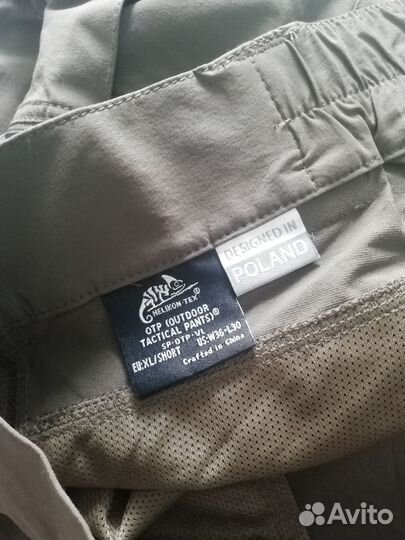 HELIKON-TEX®
OTP (OUTDOOR
TACTICAL PANTS)®
SP-OTP-VL
EU:XL/SHORT US:W36-L30
Crafted in China
DESIGNED IN
POLAND
Avito